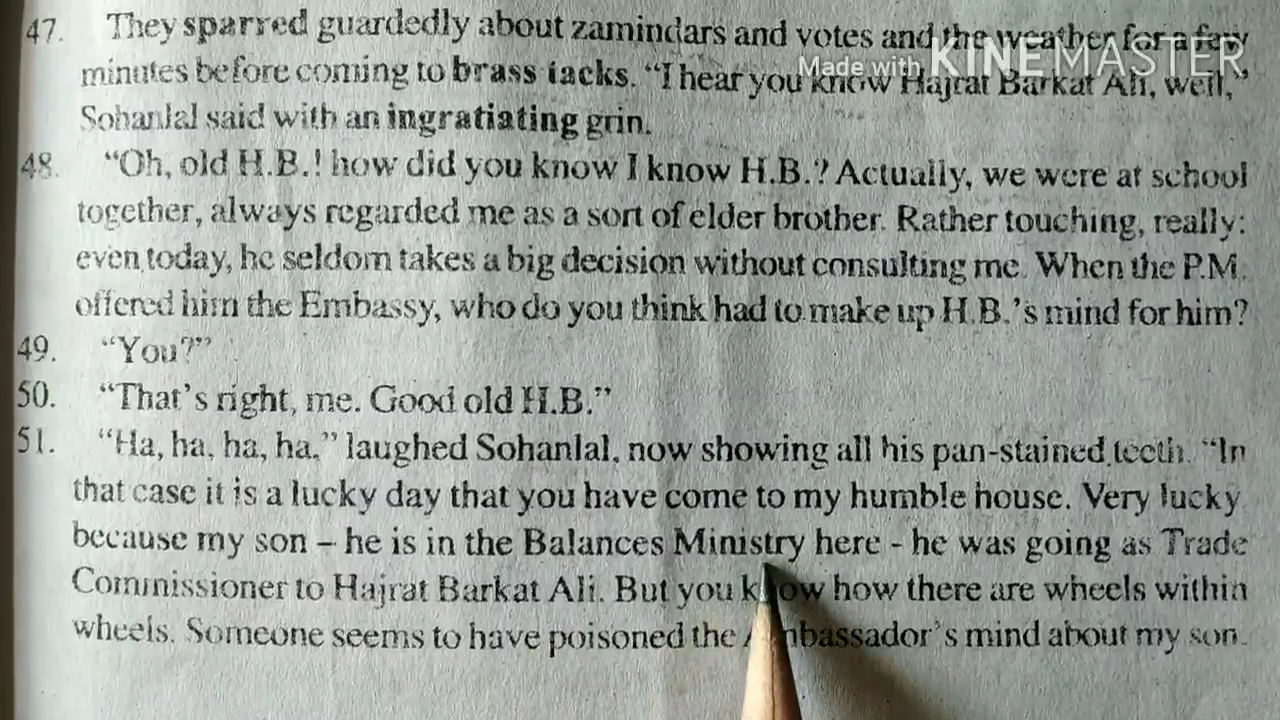 47. They sparred guardedly about zamindars and votes and the weather for a few
Made with KINEMASTER
minutes before coming to brass tacks. “I hear you know Hajrat Barkat Ali, well,”
Sohanlal said with an ingratiating grin.
48. “Oh, old H.B.! how did you know I know H.B.? Actually, we were at school
together, always regarded me as a sort of elder brother. Rather touching, really:
even today, he seldom takes a big decision without consulting me. When the P.M.
offered him the Embassy, who do you think had to make up H.B.’s mind for him?
49. “You?”
50. “That’s right, me. Good old H.B.”
51. “Ha, ha, ha, ha,” laughed Sohanlal, now showing all his pan-stained teeth. “In
that case it is a lucky day that you have come to my humble house. Very lucky
because my son – he is in the Balances Ministry here - he was going as Trade
Commissioner to Hajrat Barkat Ali. But you know how there are wheels within
wheels. Someone seems to have poisoned the Ambassador’s mind about my son.